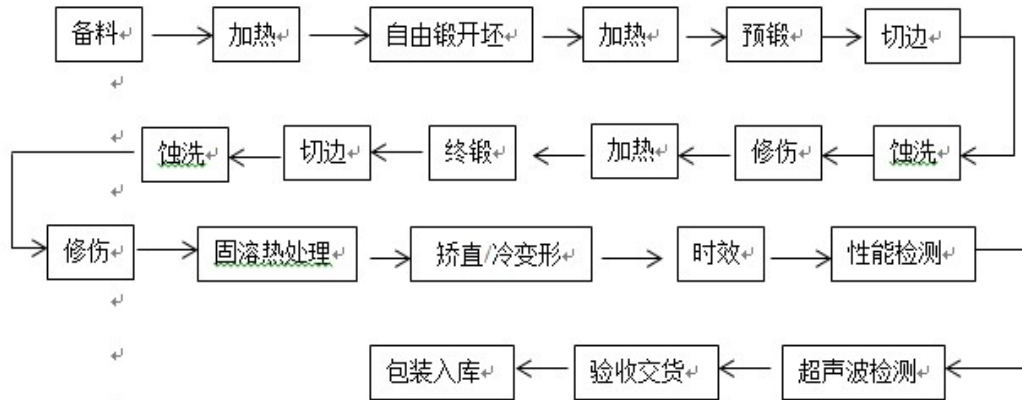 备料 加热 自由锻开坯 加热 预锻 切边
蚀洗 切边 终锻 加热 修伤 蚀洗
修伤 固溶热处理 矫直/冷变形 时效 性能检测
包装入库 验收交货 超声波检测